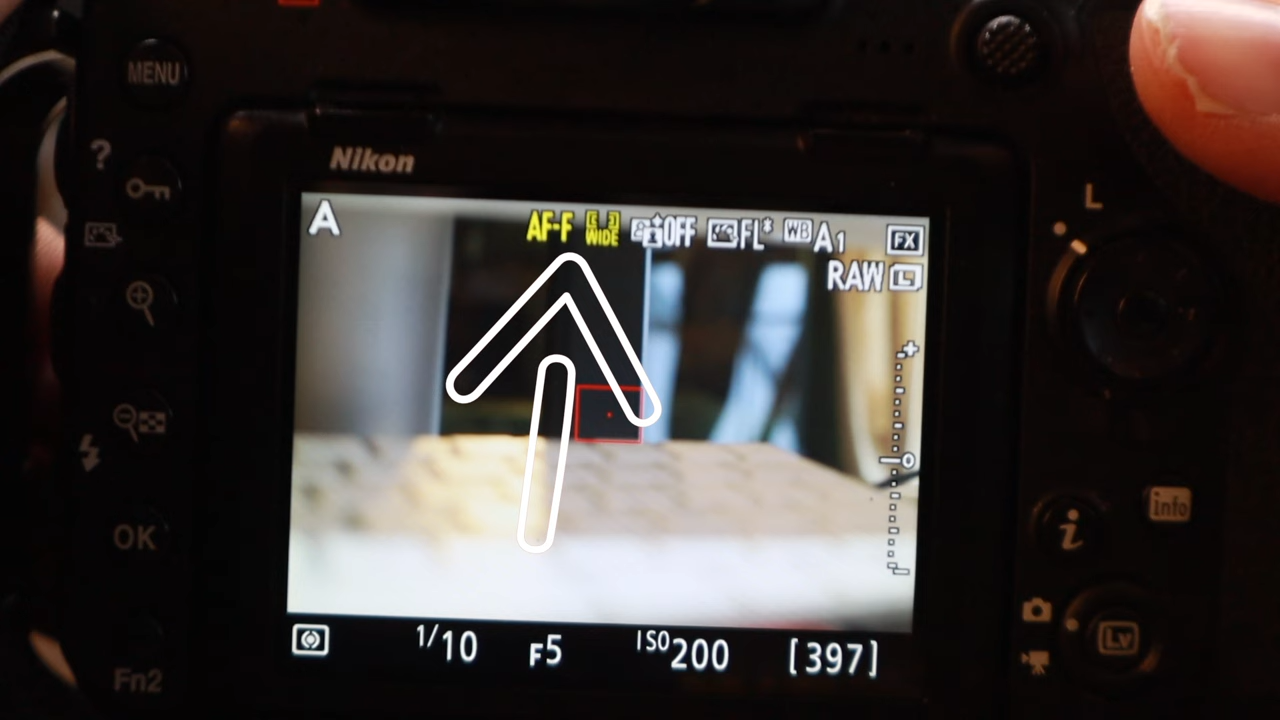 MENU
Nikon
?
L
A AF-F WIDE OFF FL* WB A1 FX
RAW L
+
0
-
OK
i info
Lv
1/10 F5 ISO 200 [397]
Fn2